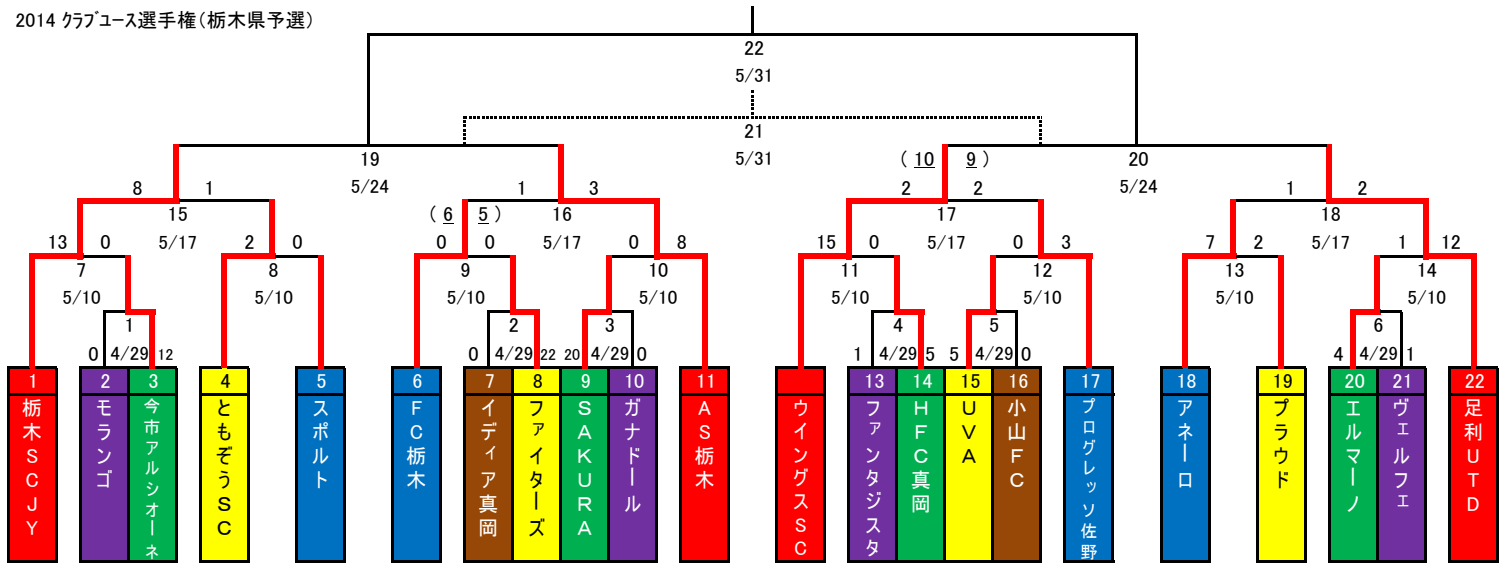 2014 クラブユース選手権（栃木県予選）
22
5/31
21
5/31
19
5/24
( 10 9 )
20
5/24
8 1
15
5/17
1 3
16
5/17
2 2
17
5/17
1 2
18
5/17
13 0
7
5/10
2 0
8
5/10
( 6 5 )
0 0
9
5/10
0 8
10
5/10
15 0
11
5/10
0 3
12
5/10
7 2
13
5/10
1 12
14
5/10
1
0 4/29 12
2
0 4/29 22
3
20 4/29 0
4
1 4/29 5
5
5 4/29 0
6
4 4/29 1
1
栃木SCJY
2
モランゴ
3
今市アルシオーネ
4
ともぞうSC
5
スポルト
6
FC栃木
7
イディア真岡
8
ファイターズ
9
SAKURA
10
ガナドール
11
AS栃木
ウイングスSC
13
ファンタジスタ
14
HFC真岡
15
UVA
16
小山FC
17
プログレッソ佐野
18
アネーロ
19
プラウド
20
エルマーノ
21
ヴェルフェ
22
足利UTD